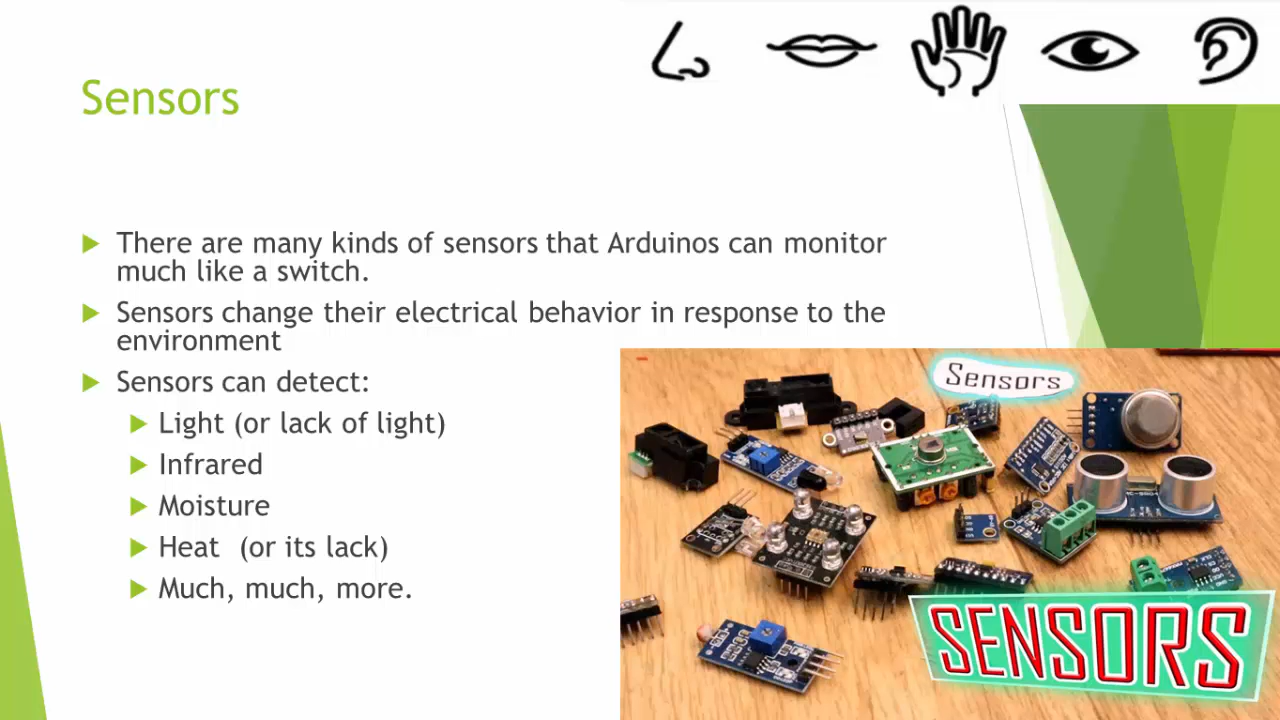 Sensors
There are many kinds of sensors that Arduinos can monitor
much like a switch.
Sensors change their electrical behavior in response to the
environment
Sensors can detect:
Light (or lack of light)
Infrared
Moisture
Heat (or its lack)
Much, much, more.
Sensors
SENSORS